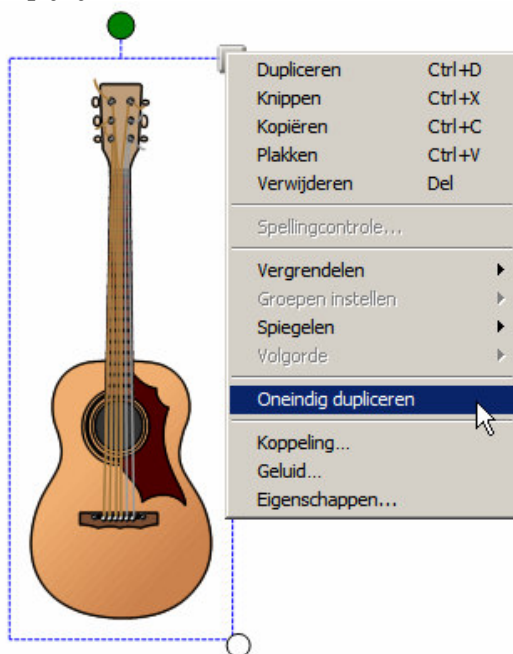 Dupliceren Ctrl+D
Knippen Ctrl+X
Kopiëren Ctrl+C
Plakken Ctrl+V
Verwijderen Del
Spellingcontrole...
Vergrendelen
Groepen instellen
Spiegelen
Volgorde
Oneindig dupliceren
Koppeling...
Geluid...
Eigenschappen...